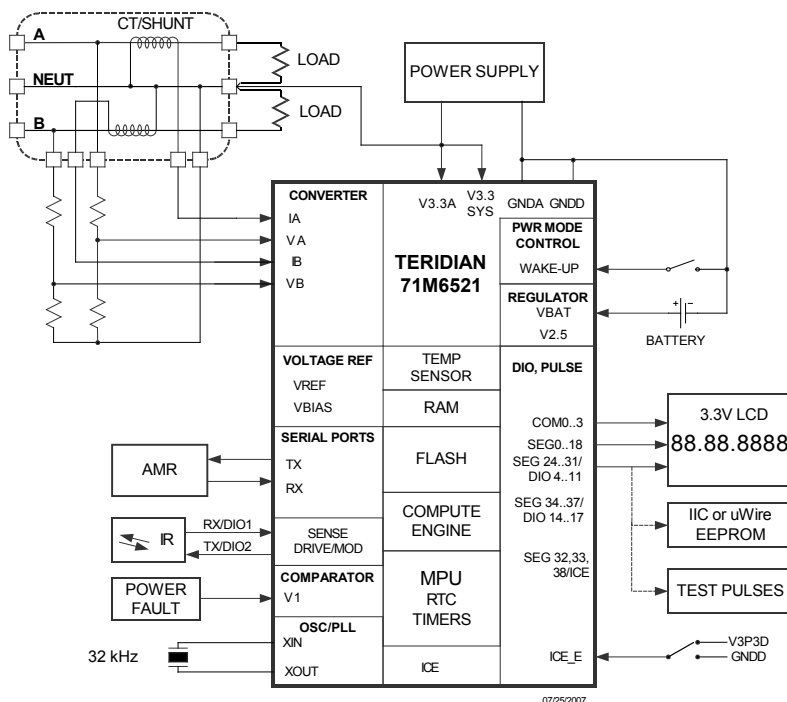 CT/SHUNT
A
NEUT
B
LOAD
LOAD
POWER SUPPLY
CONVERTER
IA
VA
IB
VB
V3.3A
V3.3
SYS
GNDA GNDD
TERIDIAN
71M6521
PWR MODE
CONTROL
WAKE-UP
REGULATOR
VBAT
V2.5
BATTERY
+
–
VOLTAGE REF
VREF
VBIAS
TEMP
SENSOR
RAM
DIO, PULSE
COM0..3
SEG0..18
SEG 24..31/
DIO 4..11
SEG 34..37/
DIO 14..17
SEG 32,33,
38/ICE
ICE_E
3.3V LCD
88.88.8888
IIC or uWire
EEPROM
TEST PULSES
V3P3D
GNDD
SERIAL PORTS
TX
RX
AMR
FLASH
IR
RX/DIO1
TX/DIO2
SENSE
DRIVE/MOD
COMPUTE
ENGINE
POWER
FAULT
COMPARATOR
V1
MPU
RTC
TIMERS
OSC/PLL
XIN
XOUT
32 kHz
ICE
07/25/2007